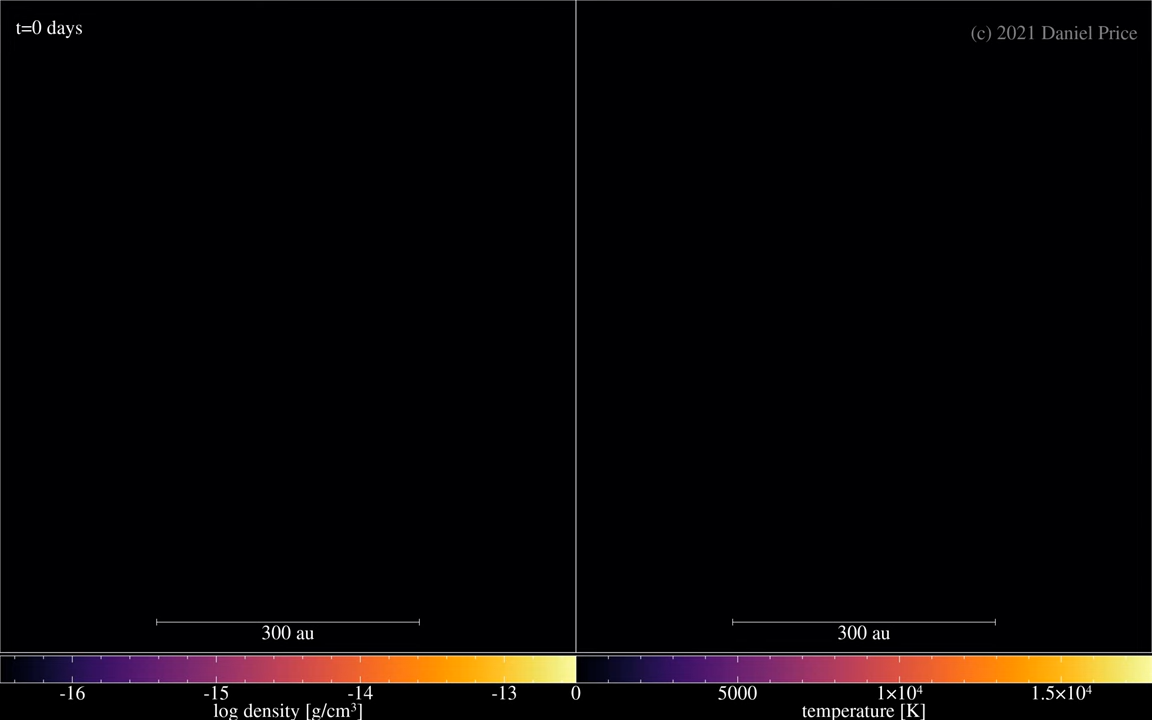 t=0 days
(c) 2021 Daniel Price
300 au
300 au
-16 -15 -14 -13
0 5000 1×10⁴ 1.5×10⁴
log density [g/cm³]
temperature [K]